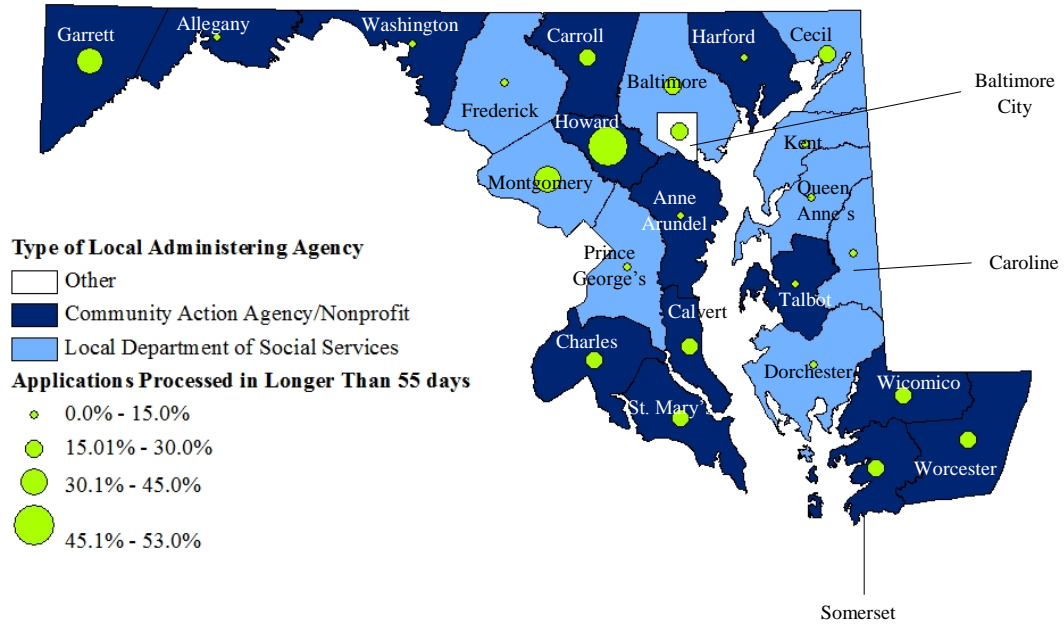 Garrett
Allegany
Washington
Carroll
Harford
Cecil
Baltimore
Baltimore
City
Frederick
Howard
Kent
Montgomery
Queen
Anne's
Anne
Arundel
Type of Local Administering Agency
Other
Community Action Agency/Nonprofit
Local Department of Social Services
Prince
George's
Caroline
Talbot
Calvert
Charles
Dorchester
Wicomico
St. Mary's
Worcester
Applications Processed in Longer Than 55 days
0.0% - 15.0%
15.01% - 30.0%
30.1% - 45.0%
45.1% - 53.0%
Somerset